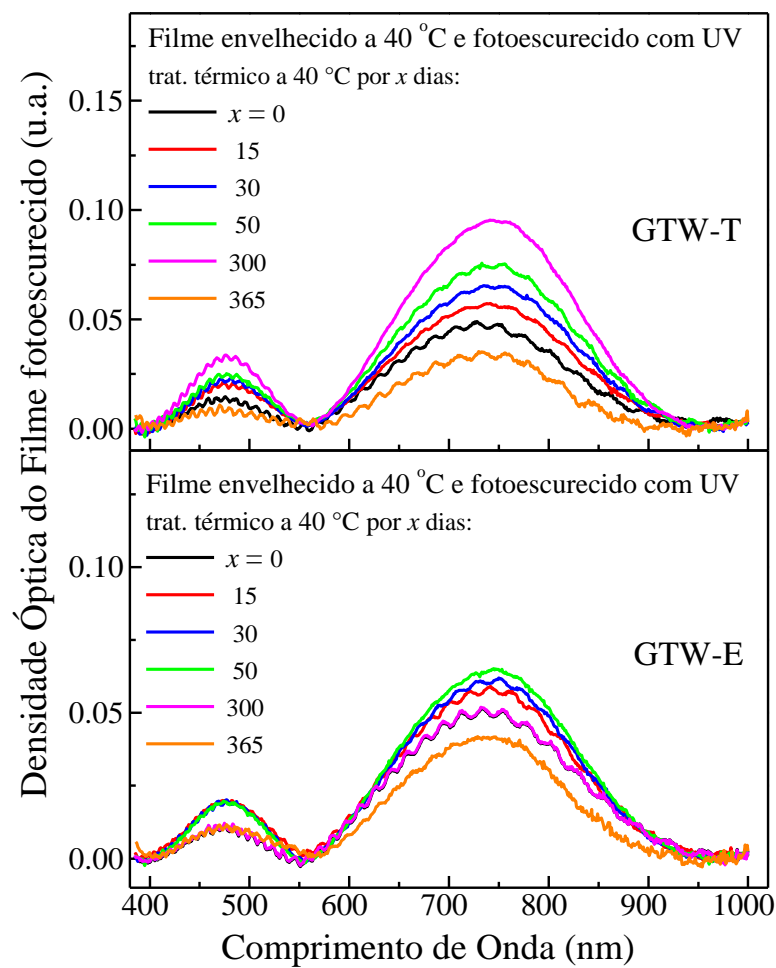 Densidade Óptica do Filme fotoescurecido (u.a.)
Filme envelhecido a 40 °C e fotoescurecido com UV
trat. térmico a 40 °C por x dias:
x = 0
15
30
50
300
365
GTW-T
0.15
0.10
0.05
0.00
Filme envelhecido a 40 °C e fotoescurecido com UV
trat. térmico a 40 °C por x dias:
x = 0
15
30
50
300
365
GTW-E
0.10
0.05
0.00
400 500 600 700 800 900 1000
Comprimento de Onda (nm)